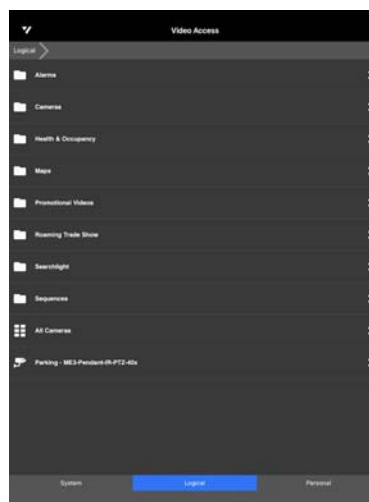 Video Access
Logical
Alarms
Cameras
Health & Occupancy
Maps
Promotional Videos
Roaming Trade Show
Searchlight
Sequences
All Cameras
Parking - ME3-Pendant-IR-PTZ-40x
System
Logical
Personal